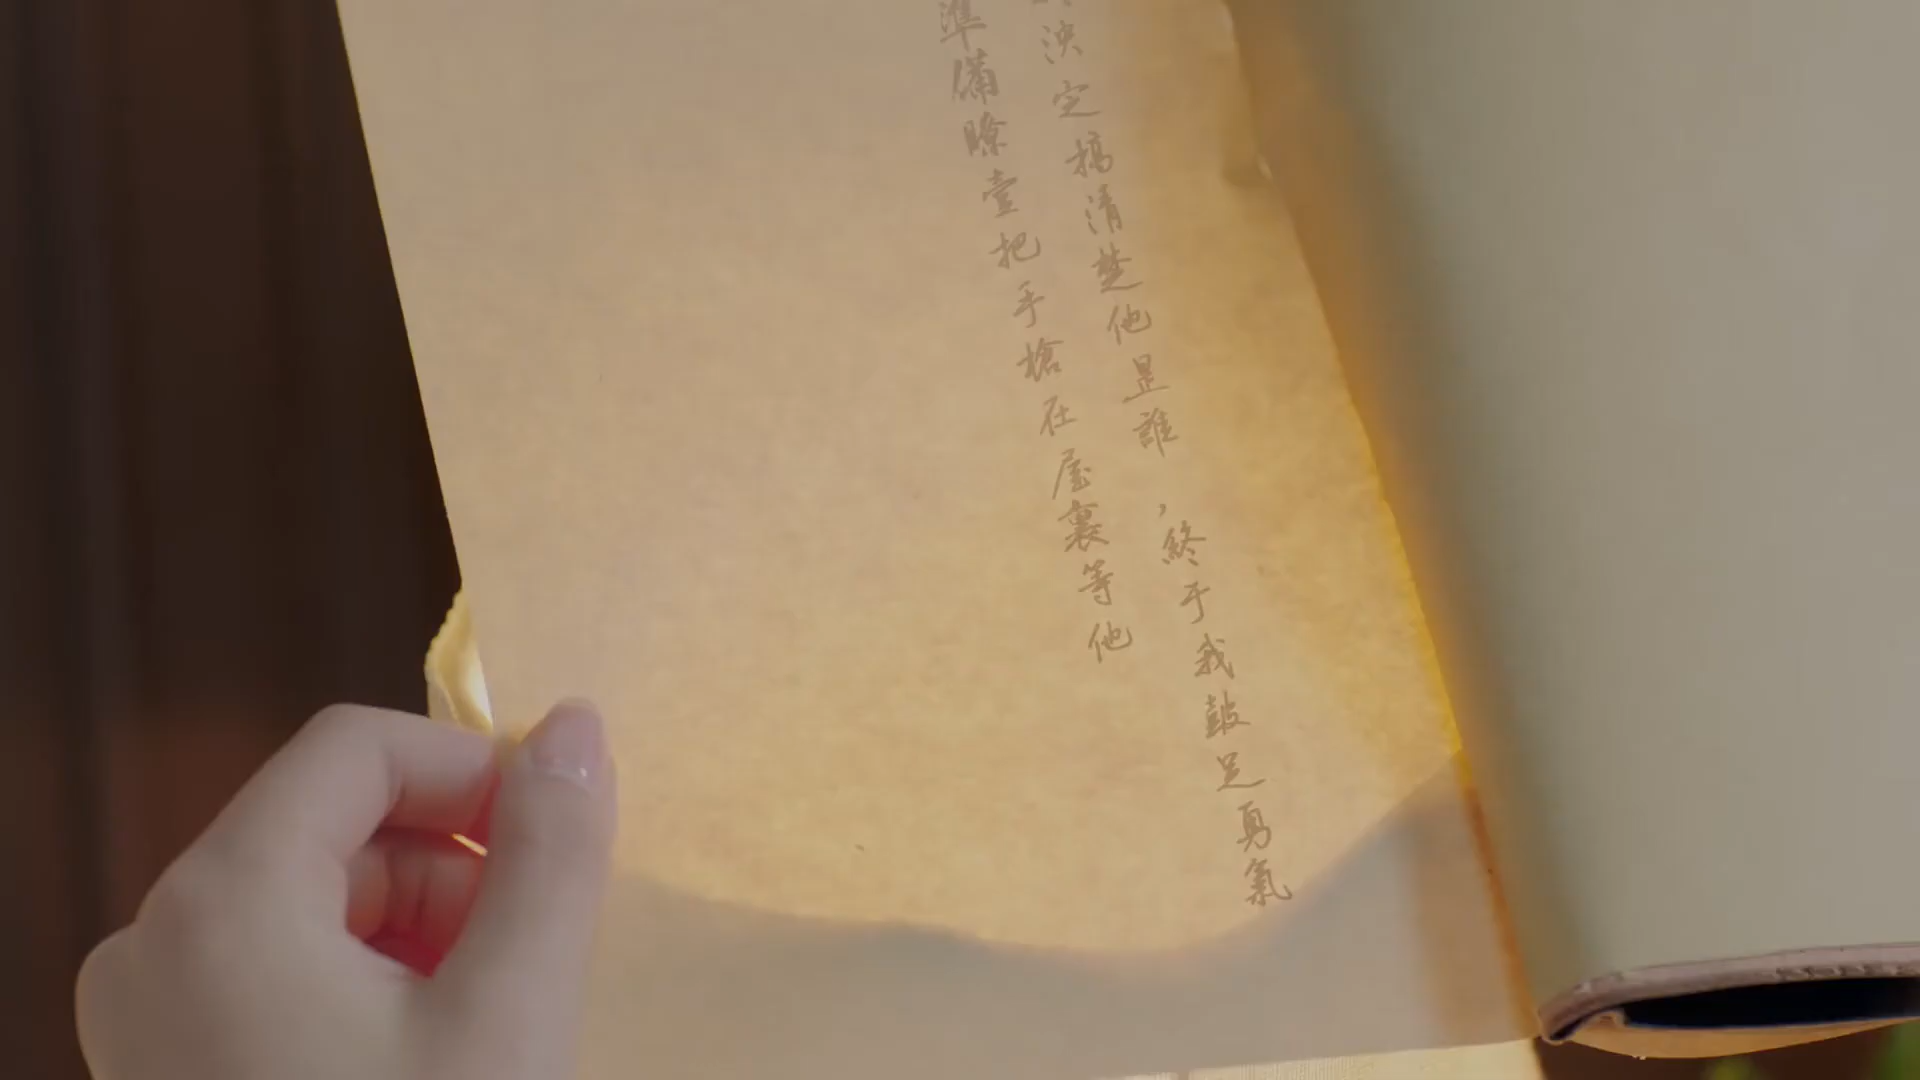 決定搞清楚他是誰，終于我鼓足勇氣
準備瞭壹把手槍在屋裏等他